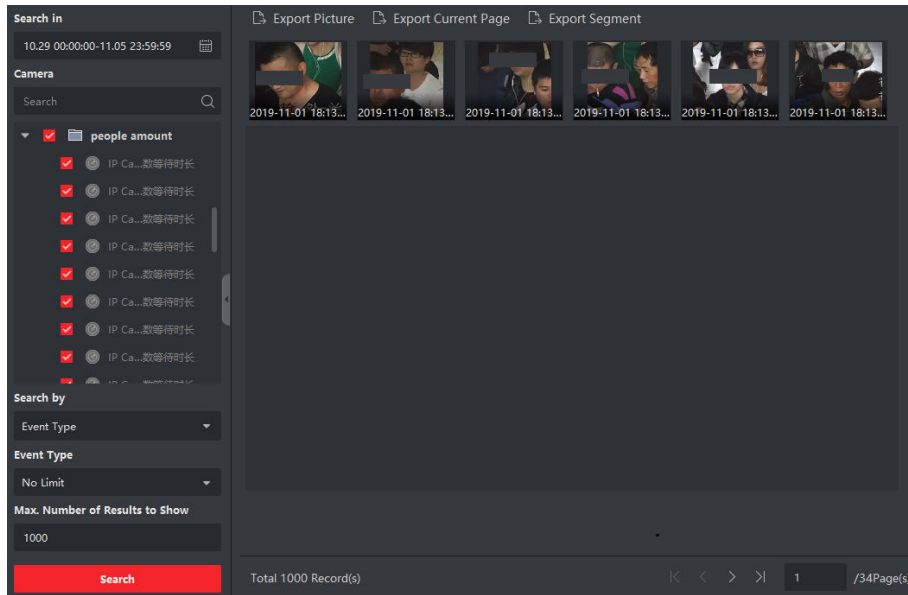 Search in
10.29 00:00:00-11.05 23:59:59
Camera
Search
people amount
IP Ca...数等待时长
IP Ca...数等待时长
IP Ca...数等待时长
IP Ca...数等待时长
IP Ca...数等待时长
IP Ca...数等待时长
IP Ca...数等待时长
IP Ca...数等待时长
Search by
Event Type
Event Type
No Limit
Max. Number of Results to Show
1000
Search
Export Picture Export Current Page Export Segment
2019-11-01 18:13... 2019-11-01 18:13... 2019-11-01 18:13... 2019-11-01 18:13... 2019-11-01 18:13... 2019-11-01 18:13...
Total 1000 Record(s) 1 /34Page(s